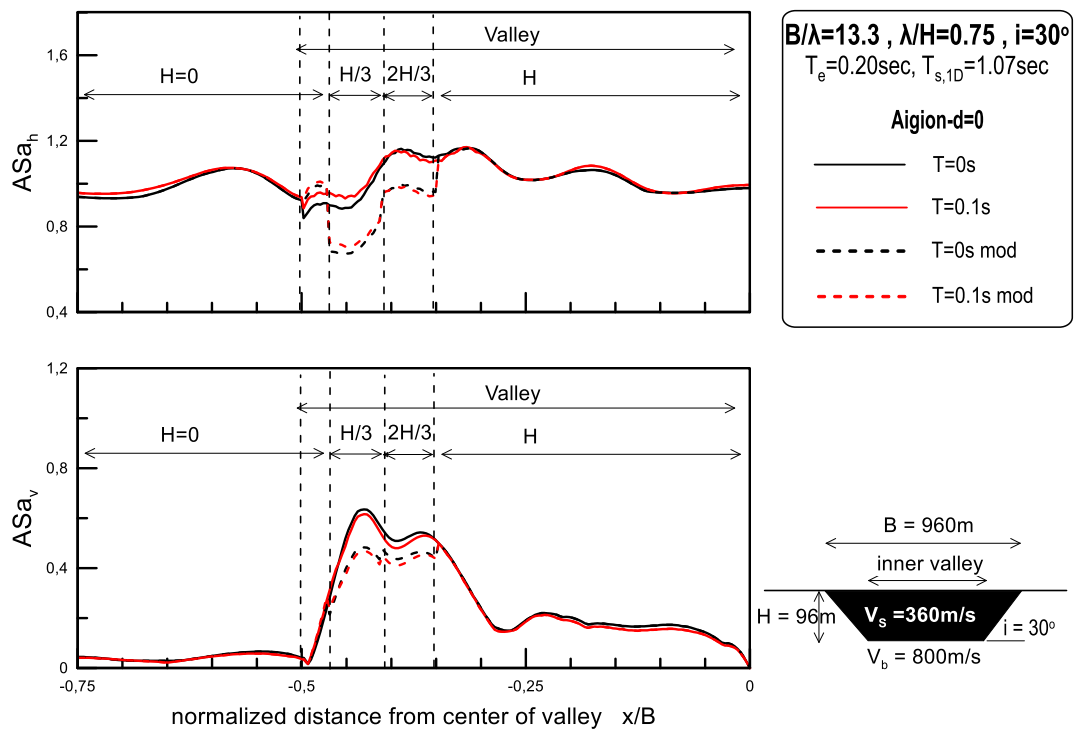 1,6
1,2
0,8
0,4
ASa_h
Valley
H=0
H/3
2H/3
H
B/λ=13.3 , λ/H=0.75 , i=30º
T_e=0.20sec, T_s,1D=1.07sec
Aigion-d=0
T=0s
T=0.1s
T=0s mod
T=0.1s mod
1,2
0,8
0,4
0
ASa_v
Valley
H=0
H/3
2H/3
H
-0,75
-0,5
-0,25
0
normalized distance from center of valley x/B
B = 960m
inner valley
H = 96m
V_S =360m/s
i = 30º
V_b = 800m/s